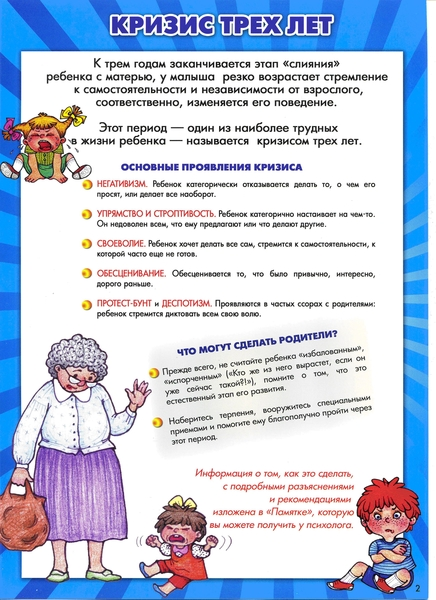 КРИЗИС ТРЕХ ЛЕТ
К трем годам заканчивается этап «слияния»
ребенка с матерью, у малыша резко возрастает стремление
к самостоятельности и независимости от взрослого,
соответственно, изменяется его поведение.
Этот период — один из наиболее трудных
в жизни ребенка — называется кризисом трех лет.
ОСНОВНЫЕ ПРОЯВЛЕНИЯ КРИЗИСА
НЕГАТИВИЗМ. Ребенок категорически отказывается делать то, о чем его
просят, или делает все наоборот.
УПРЯМСТВО И СТРОПТИВОСТЬ. Ребенок категорично настаивает на чем-то.
Он недоволен всем, что ему предлагают или что делают другие.
СВОЕВОЛИЕ. Ребенок хочет делать все сам, стремится к самостоятельности, к
которой часто еще не готов.
ОБЕСЦЕНИВАНИЕ. Обесценивается то, что было привычно, интересно,
дорого раньше.
ПРОТЕСТ-БУНТ и ДЕСПОТИЗМ. Проявляются в частых ссорах с родителями:
ребенок стремится диктовать всем свою волю.
ЧТО МОГУТ СДЕЛАТЬ РОДИТЕЛИ?
Прежде всего, не считайте ребенка «избалованным»,
«испорченным» («Кто же из него вырастет, если он
уже сейчас такой?!»), помните о том, что это
естественный этап его развития.
Наберитесь терпения, вооружитесь специальными
приемами и помогите ему благополучно пройти через
этот период.
Информация о том, как это сделать,
с подробными разъяснениями
и рекомендациями
изложена в «Памятке», которую
вы можете получить у психолога.
2